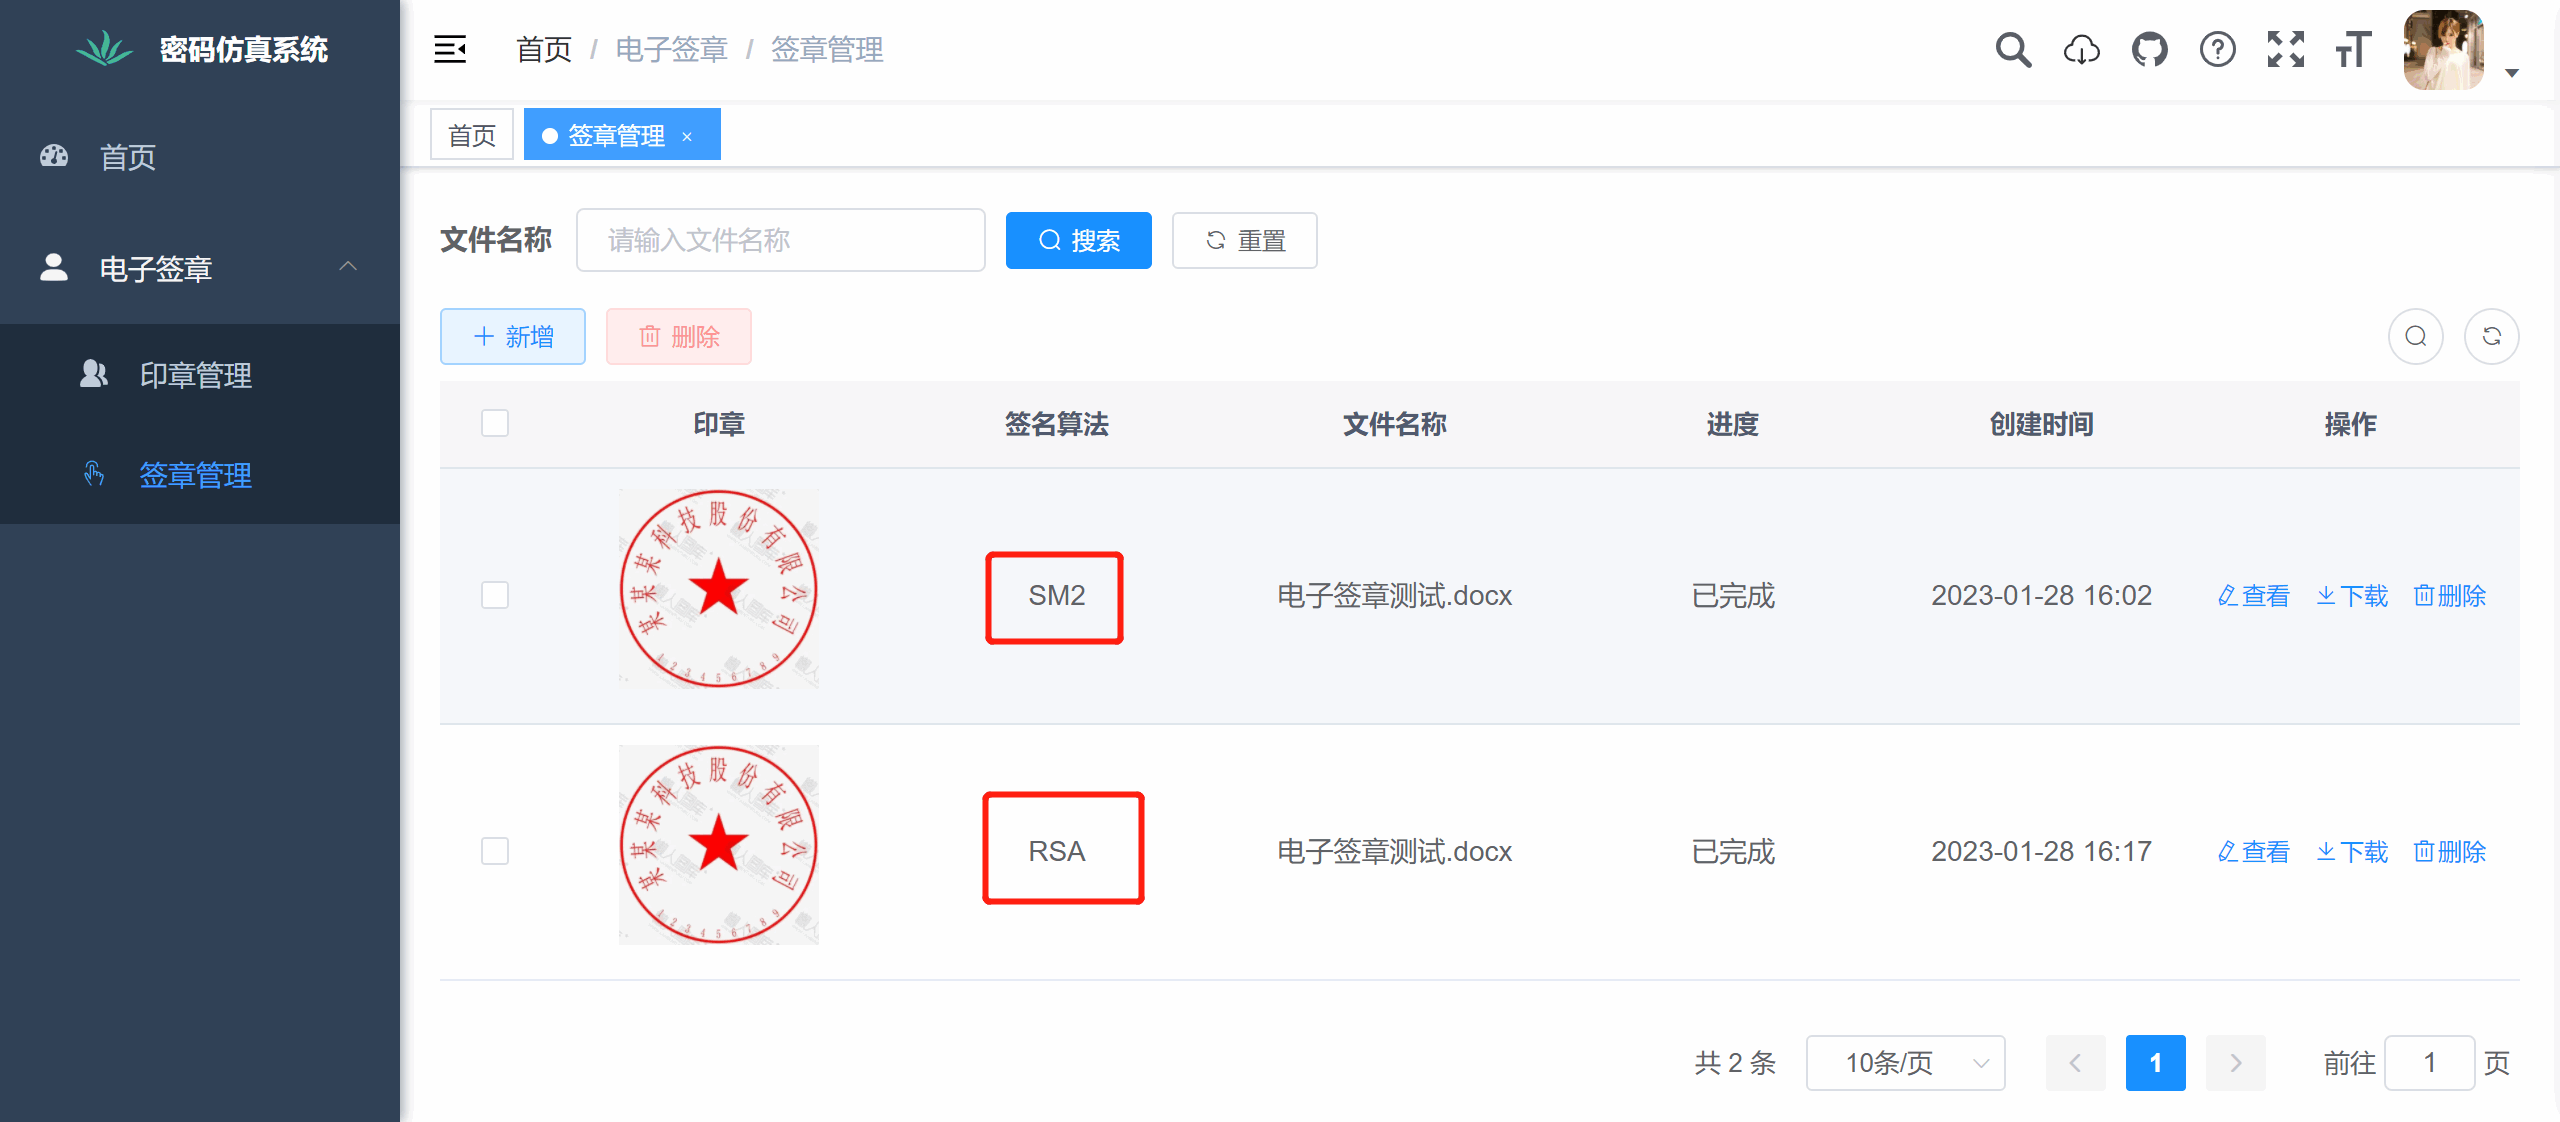 密码仿真系统
首页 / 电子签章 / 签章管理
首页
签章管理 ×
首页
电子签章
印章管理
签章管理
文件名称 请输入文件名称 搜索 重置
新增 删除
印章 签名算法 文件名称 进度 创建时间 操作
某某某科技股份有限公司
SM2 电子签章测试.docx 已完成 2023-01-28 16:02 查看 下载 删除
某某某科技股份有限公司
RSA 电子签章测试.docx 已完成 2023-01-28 16:17 查看 下载 删除
共 2 条 10条/页 1 前往 1 页